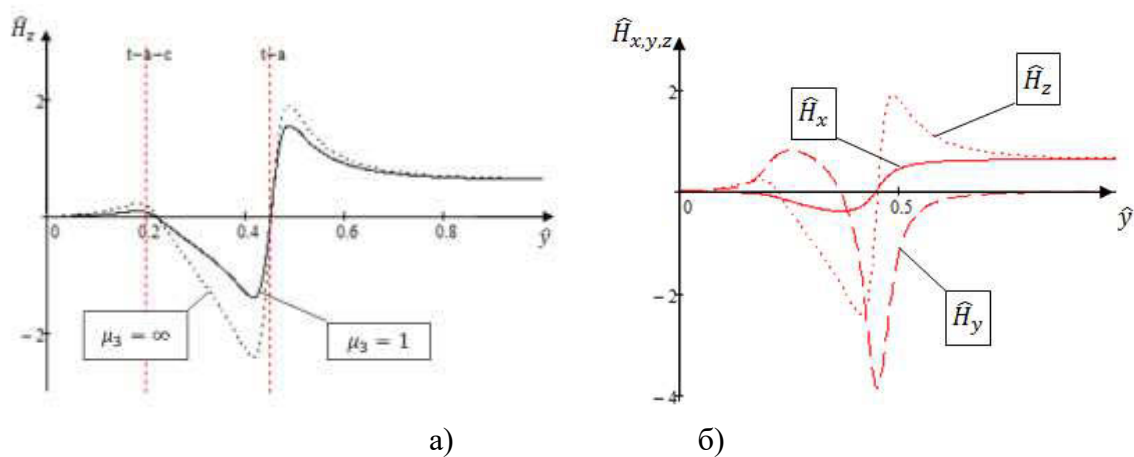 Ĥz
t−a−c
t−a
2
0
0.2
0.4
0.6
0.8
ŷ
−2
μ₃ = ∞
μ₃ = 1
Ĥx,y,z
2
Ĥz
Ĥx
0
0.5
ŷ
−2
Ĥy
−4
а)
б)